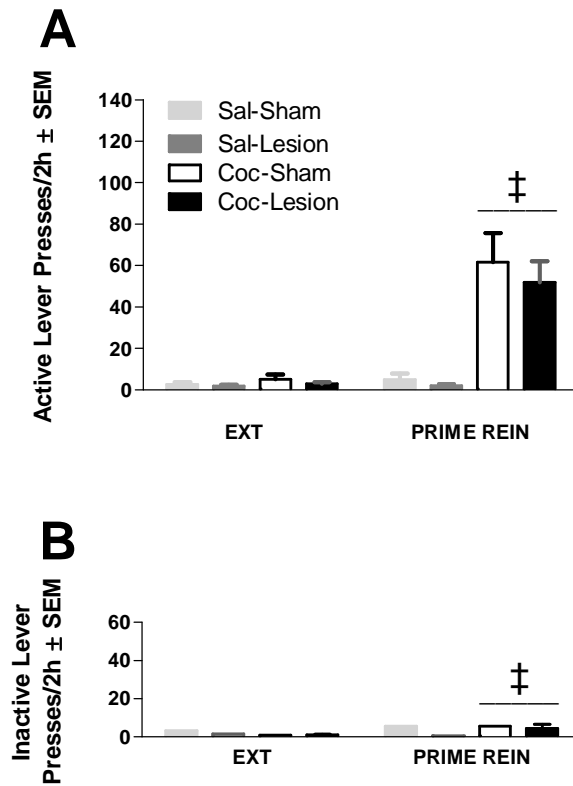 A
Active Lever Presses/2h ± SEM
140
120
100
80
60
40
20
0
Sal-Sham
Sal-Lesion
Coc-Sham
Coc-Lesion
‡
EXT
PRIME REIN
B
Inactive Lever
Presses/2h ± SEM
60
40
20
0
‡
EXT
PRIME REIN